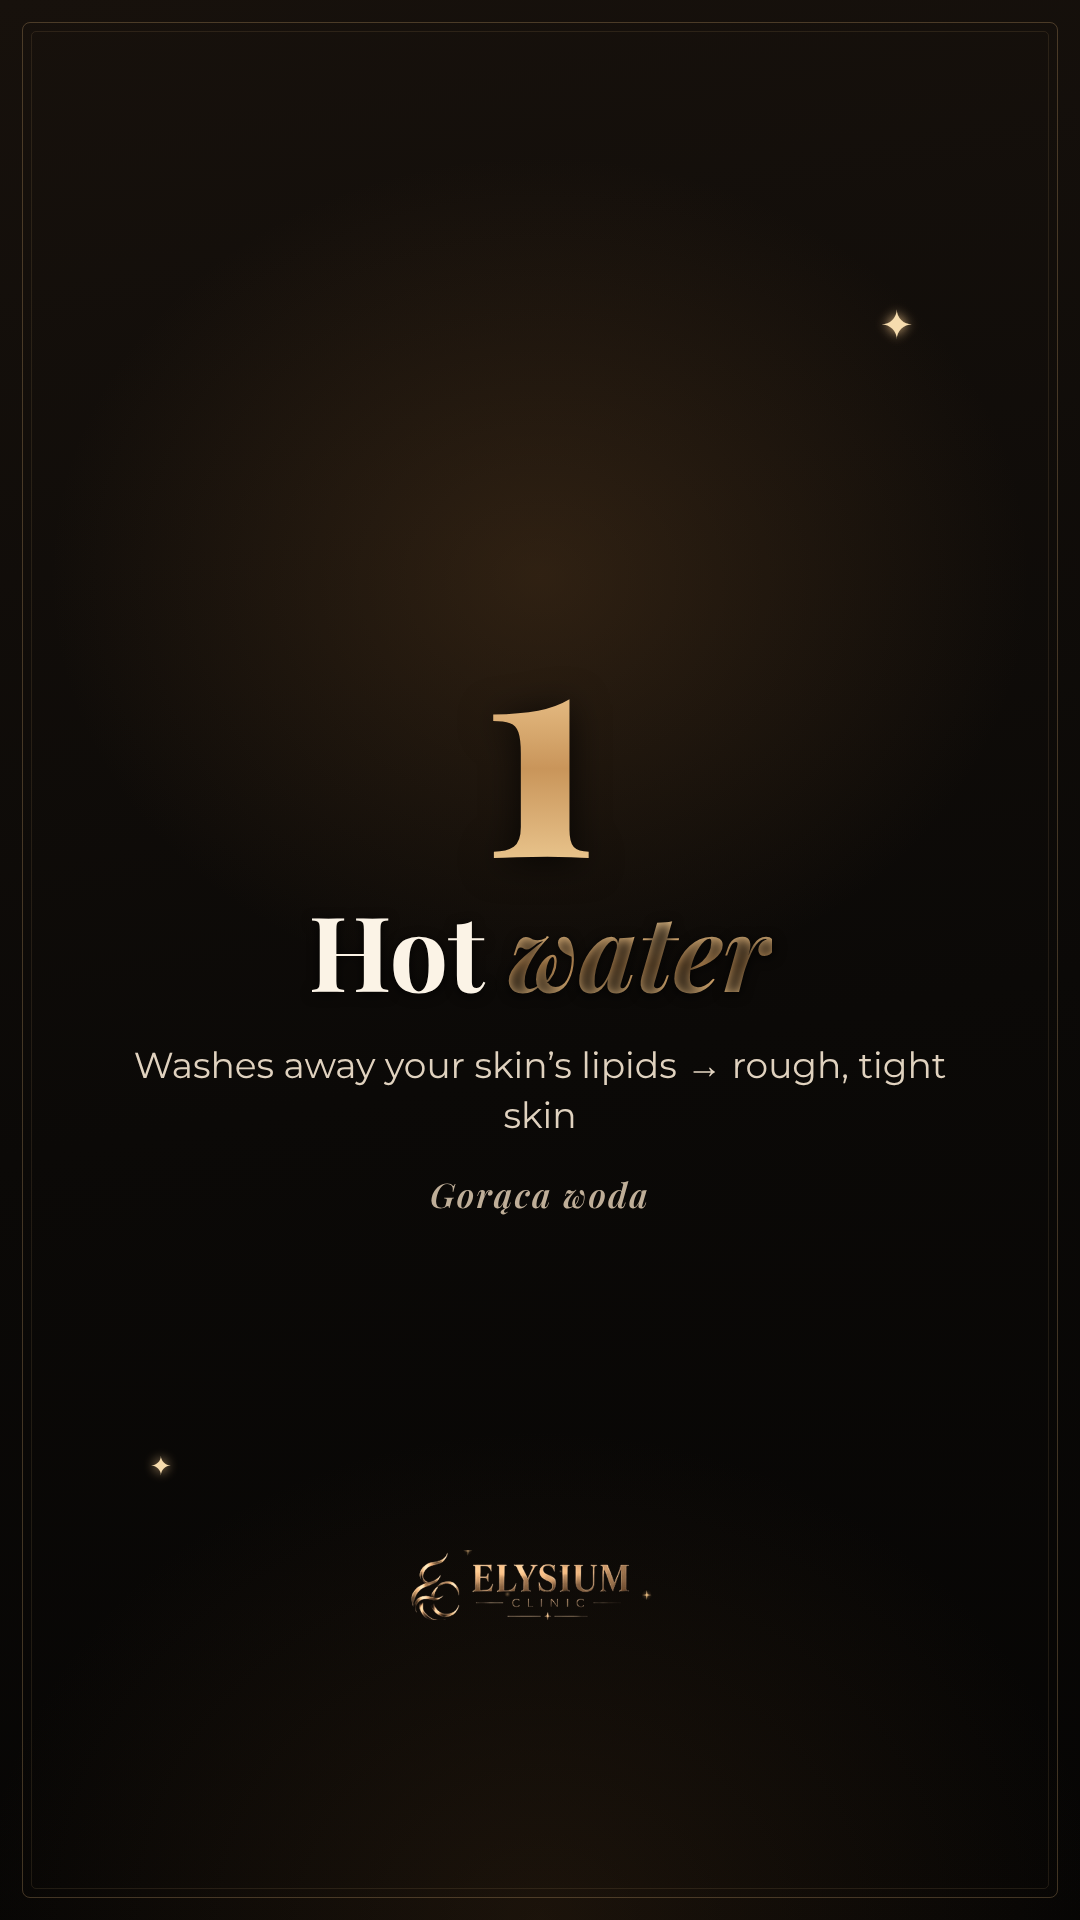 1
Hot water
Washes away your skin’s lipids → rough, tight
skin
Gorąca woda
ELYSIUM
CLINIC